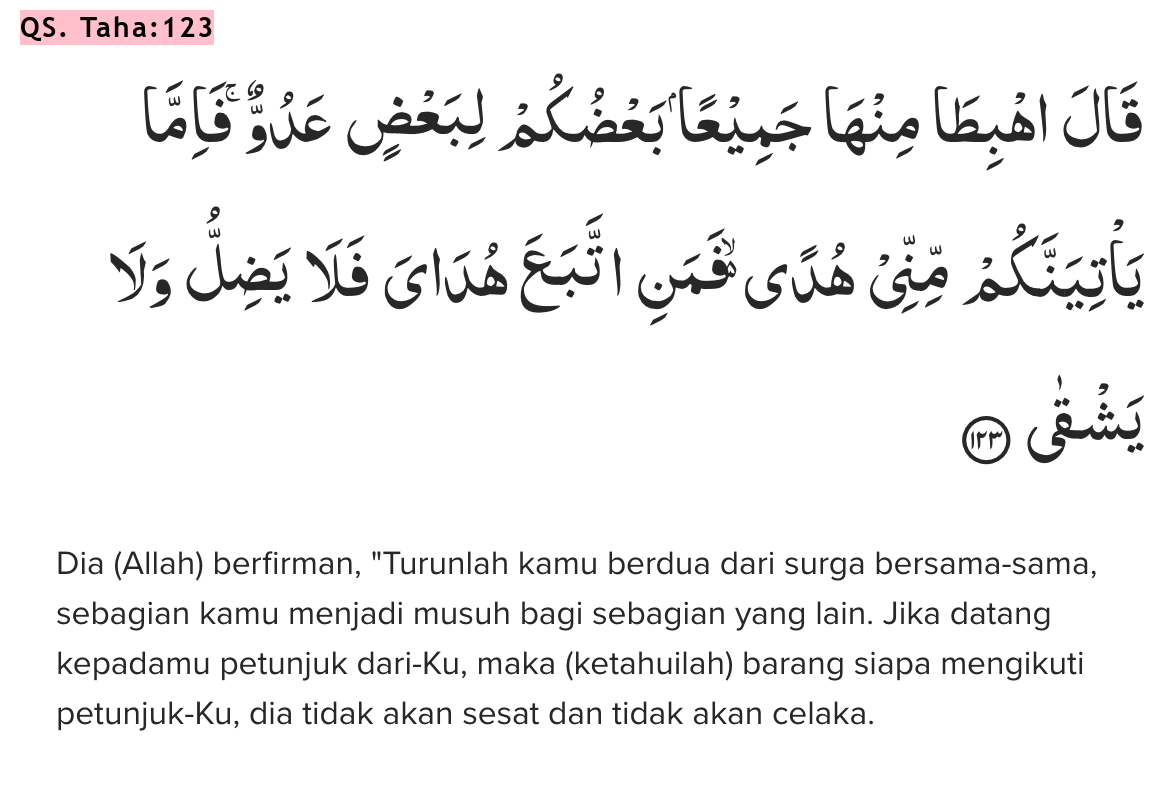 QS. Taha:123
قَالَ اهْبِطَا مِنْهَا جَمِيْعًاۢ بَعْضُكُمْ لِبَعْضٍ عَدُوٌّ ۚفَاِمَّا
يَأْتِيَنَّكُمْ مِّنِّيْ هُدًى ەۙ فَمَنِ اتَّبَعَ هُدَايَ فَلَا يَضِلُّ وَلَا
يَشْقٰى ١٢٣
Dia (Allah) berfirman, "Turunlah kamu berdua dari surga bersama-sama,
sebagian kamu menjadi musuh bagi sebagian yang lain. Jika datang
kepadamu petunjuk dari-Ku, maka (ketahuilah) barang siapa mengikuti
petunjuk-Ku, dia tidak akan sesat dan tidak akan celaka.